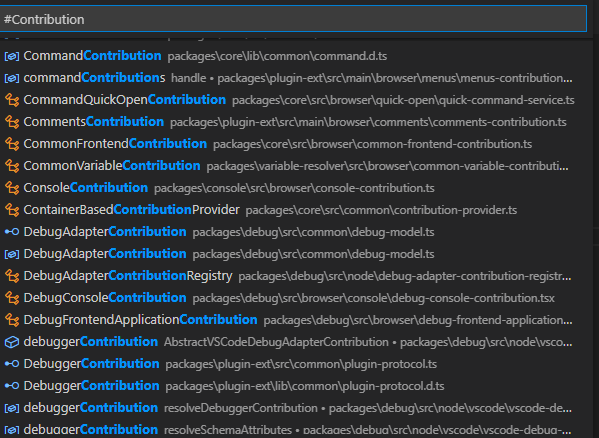 #Contribution
CommandContribution packages\core\lib\common\command.d.ts
commandContributions handle • packages\plugin-ext\src\main\browser\menus\menus-contribution...
CommandQuickOpenContribution packages\core\src\browser\quick-open\quick-command-service.ts
CommentsContribution packages\plugin-ext\src\main\browser\comments\comments-contribution.ts
CommonFrontendContribution packages\core\src\browser\common-frontend-contribution.ts
CommonVariableContribution packages\variable-resolver\src\browser\common-variable-contributi...
ConsoleContribution packages\console\src\browser\console-contribution.ts
ContainerBasedContributionProvider packages\core\src\common\contribution-provider.ts
DebugAdapterContribution packages\debug\src\common\debug-model.ts
DebugAdapterContribution packages\debug\src\common\debug-model.ts
DebugAdapterContributionRegistry packages\debug\src\node\debug-adapter-contribution-registr...
DebugConsoleContribution packages\debug\src\browser\console\debug-console-contribution.tsx
DebugFrontendApplicationContribution packages\debug\src\browser\debug-frontend-application...
debuggerContribution AbstractVSCodeDebugAdapterContribution • packages\debug\src\node\vsco...
DebuggerContribution packages\plugin-ext\src\common\plugin-protocol.ts
DebuggerContribution packages\plugin-ext\lib\common\plugin-protocol.d.ts
debuggerContribution resolveDebuggerContribution • packages\debug\src\node\vscode\vscode-de...
debuggerContribution resolveSchemaAttributes • packages\debug\src\node\vscode\vscode-debug-...